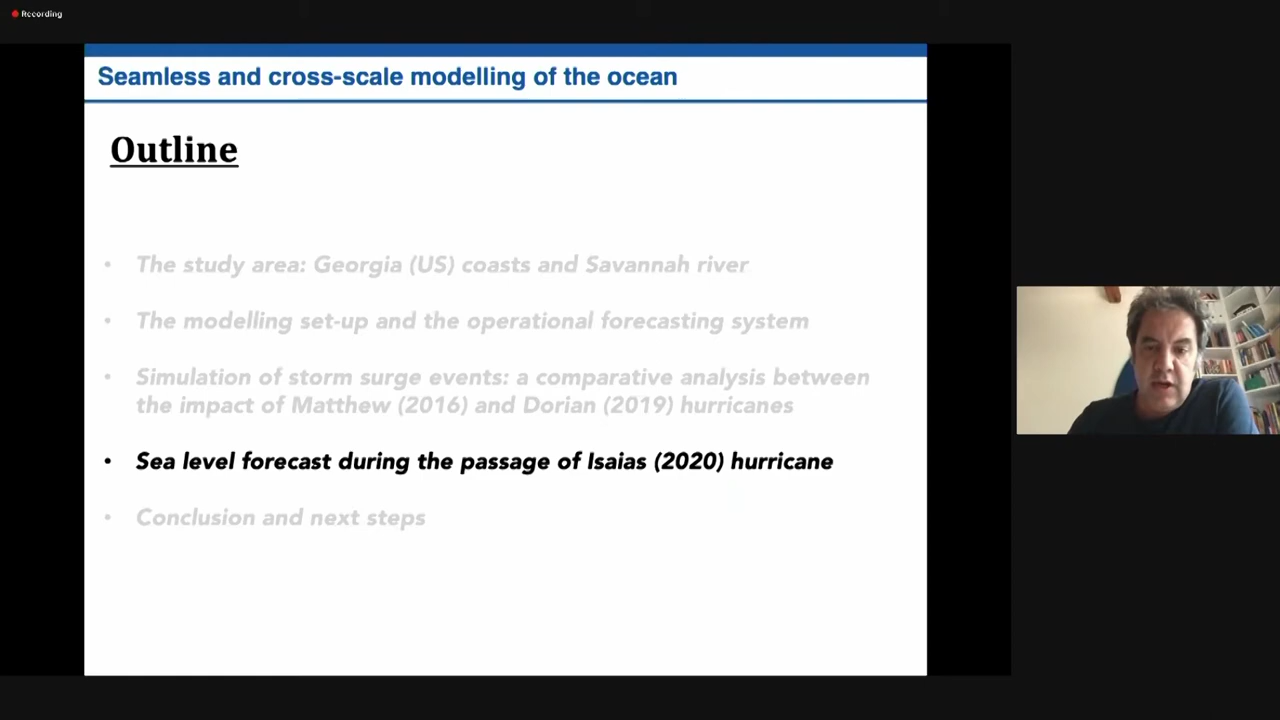 Recording
Seamless and cross-scale modelling of the ocean
Outline
• The study area: Georgia (US) coasts and Savannah river
• The modelling set-up and the operational forecasting system
• Simulation of storm surge events: a comparative analysis between
the impact of Matthew (2016) and Dorian (2019) hurricanes
• Sea level forecast during the passage of Isaias (2020) hurricane
• Conclusion and next steps